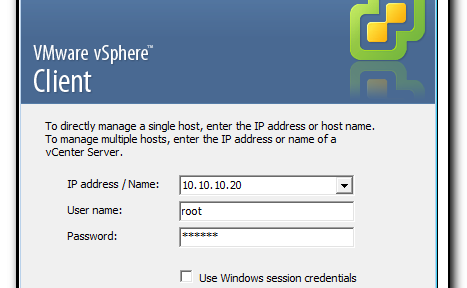 VMware vSphere™
Client
To directly manage a single host, enter the IP address or host name.
To manage multiple hosts, enter the IP address or name of a
vCenter Server.
IP address / Name: 10.10.10.20
User name: root
Password: ******
Use Windows session credentials